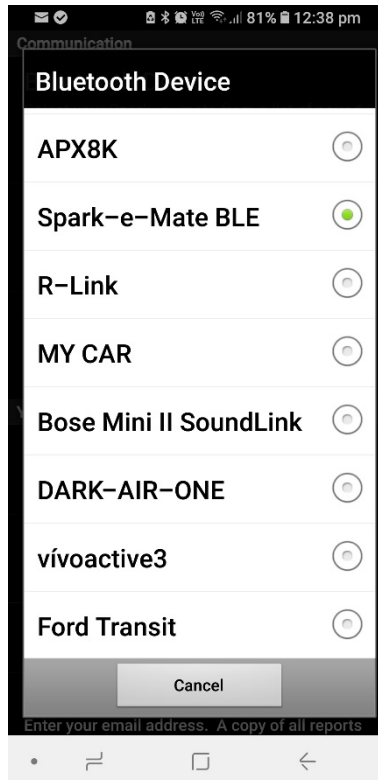 81% 12:38 pm
Communication
Bluetooth Device
APX8K
Spark-e-Mate BLE
R-Link
MY CAR
Bose Mini II SoundLink
DARK-AIR-ONE
vívoactive3
Ford Transit
Cancel
Enter your email address. A copy of all reports